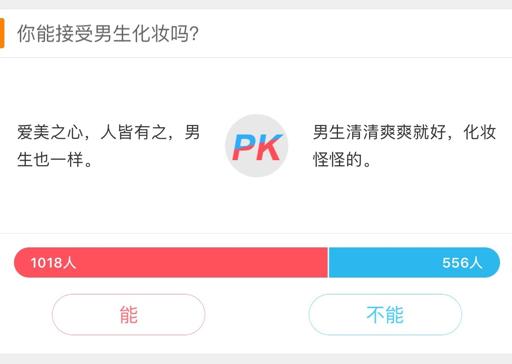 你能接受男生化妆吗?
爱美之心，人皆有之，男
生也一样。
PK
男生清清爽爽就好，化妆
怪怪的。
1018人
556人
能
不能